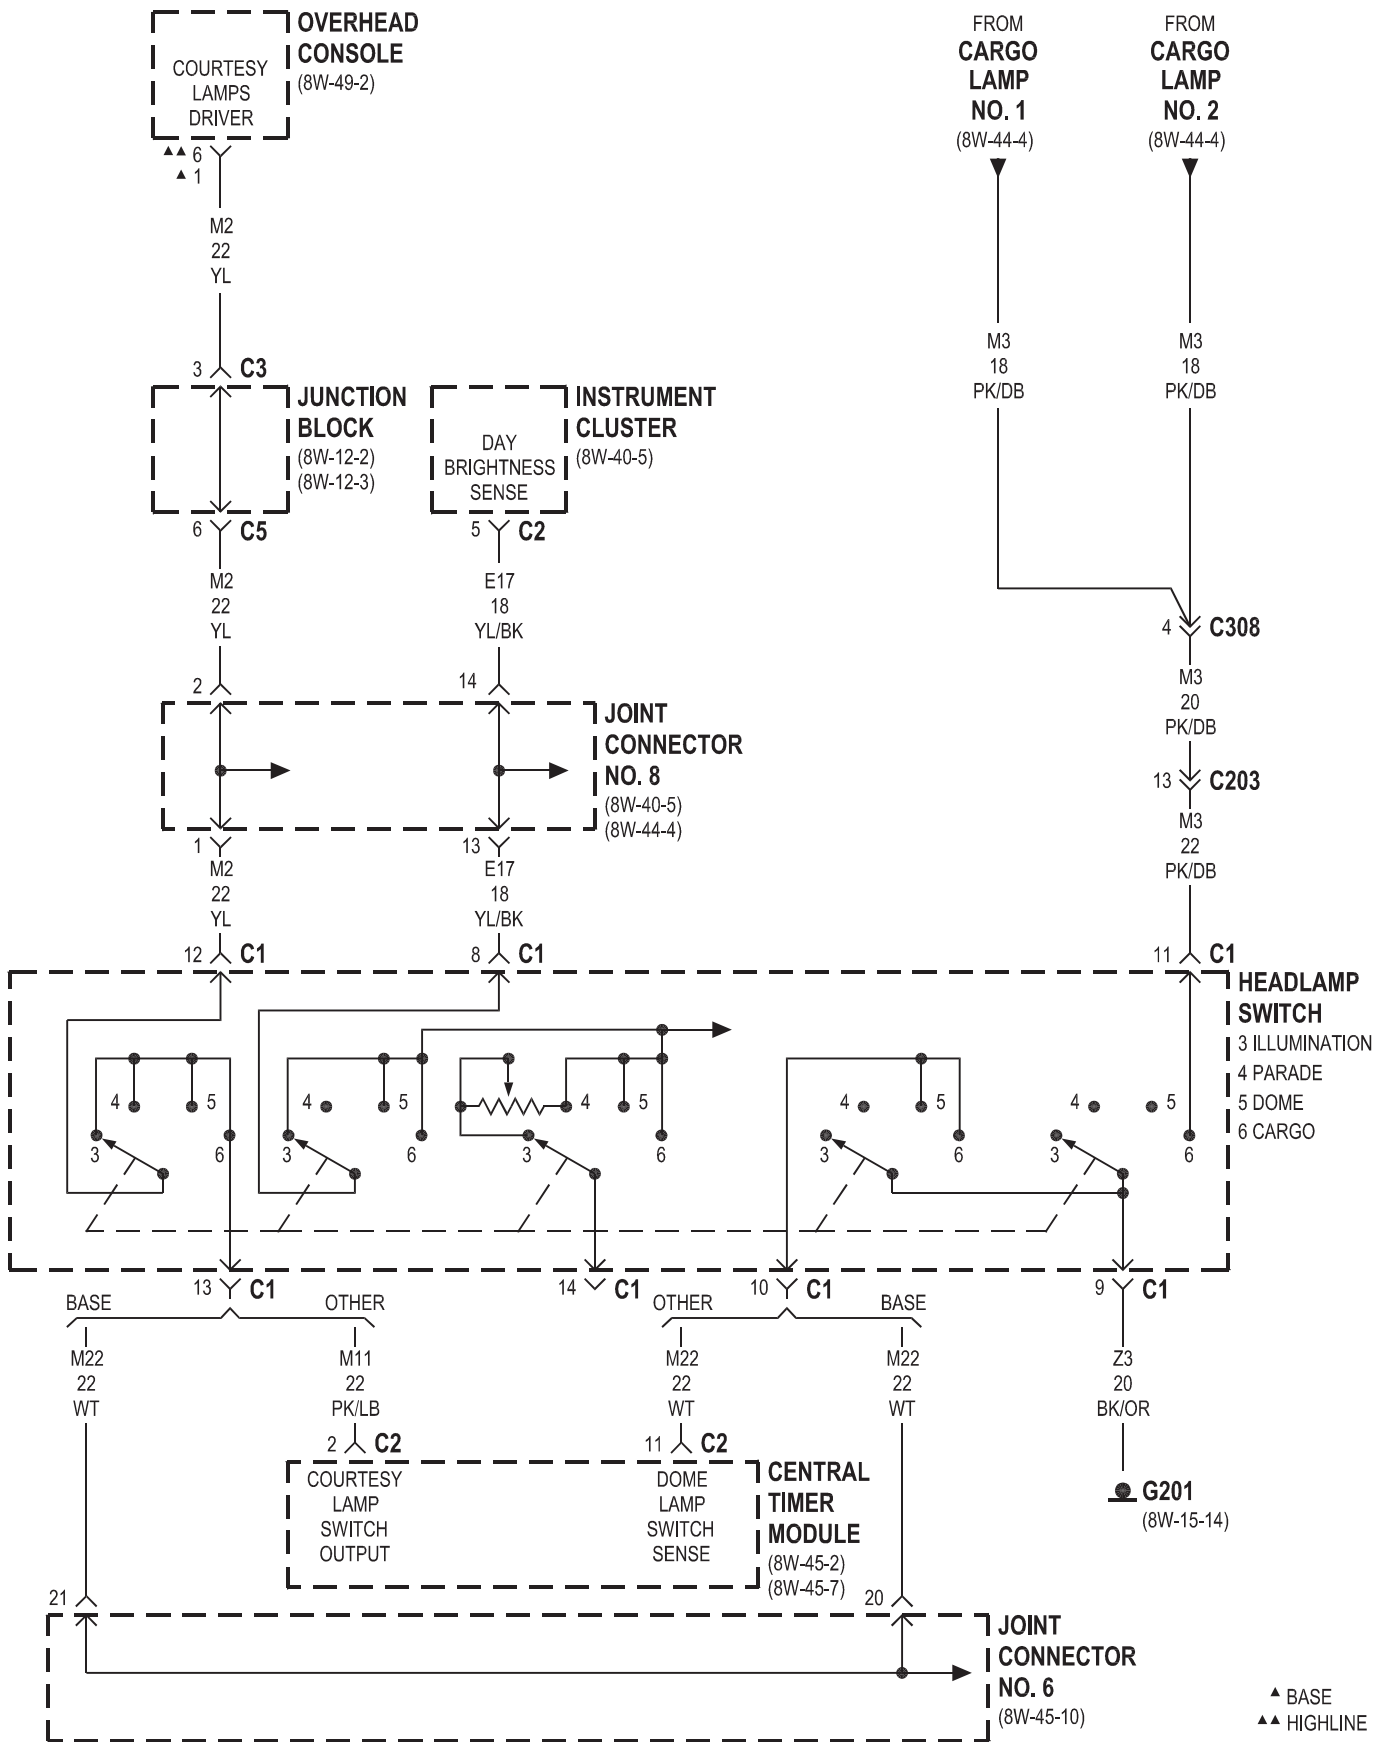 OVERHEAD
CONSOLE
(8W-49-2)
COURTESY
LAMPS
DRIVER
▲▲ 6
▲ 1
M2
22
YL
FROM
CARGO
LAMP
NO. 1
(8W-44-4)
FROM
CARGO
LAMP
NO. 2
(8W-44-4)
M3
18
PK/DB
M3
18
PK/DB
3 C3
JUNCTION
BLOCK
(8W-12-2)
(8W-12-3)
INSTRUMENT
CLUSTER
(8W-40-5)
DAY
BRIGHTNESS
SENSE
6 C5
5 C2
M2
22
YL
E17
18
YL/BK
4 C308
M3
20
PK/DB
2
14
JOINT
CONNECTOR
NO. 8
(8W-40-5)
(8W-44-4)
13 C203
M3
22
PK/DB
1
13
M2
22
YL
E17
18
YL/BK
12 C1
8 C1
11 C1
HEADLAMP
SWITCH
3 ILLUMINATION
4 PARADE
5 DOME
6 CARGO
4 5
4 5
4 5
4 5
4 5
3 6
3 6
3 6
3 6
3 6
13 C1
14 C1
10 C1
9 C1
BASE OTHER
OTHER BASE
M22
22
WT
M11
22
PK/LB
M22
22
WT
M22
22
WT
Z3
20
BK/OR
2 C2
11 C2
COURTESY
LAMP
SWITCH
OUTPUT
DOME
LAMP
SWITCH
SENSE
CENTRAL
TIMER
MODULE
(8W-45-2)
(8W-45-7)
G201
(8W-15-14)
21
20
JOINT
CONNECTOR
NO. 6
(8W-45-10)
▲ BASE
▲▲ HIGHLINE